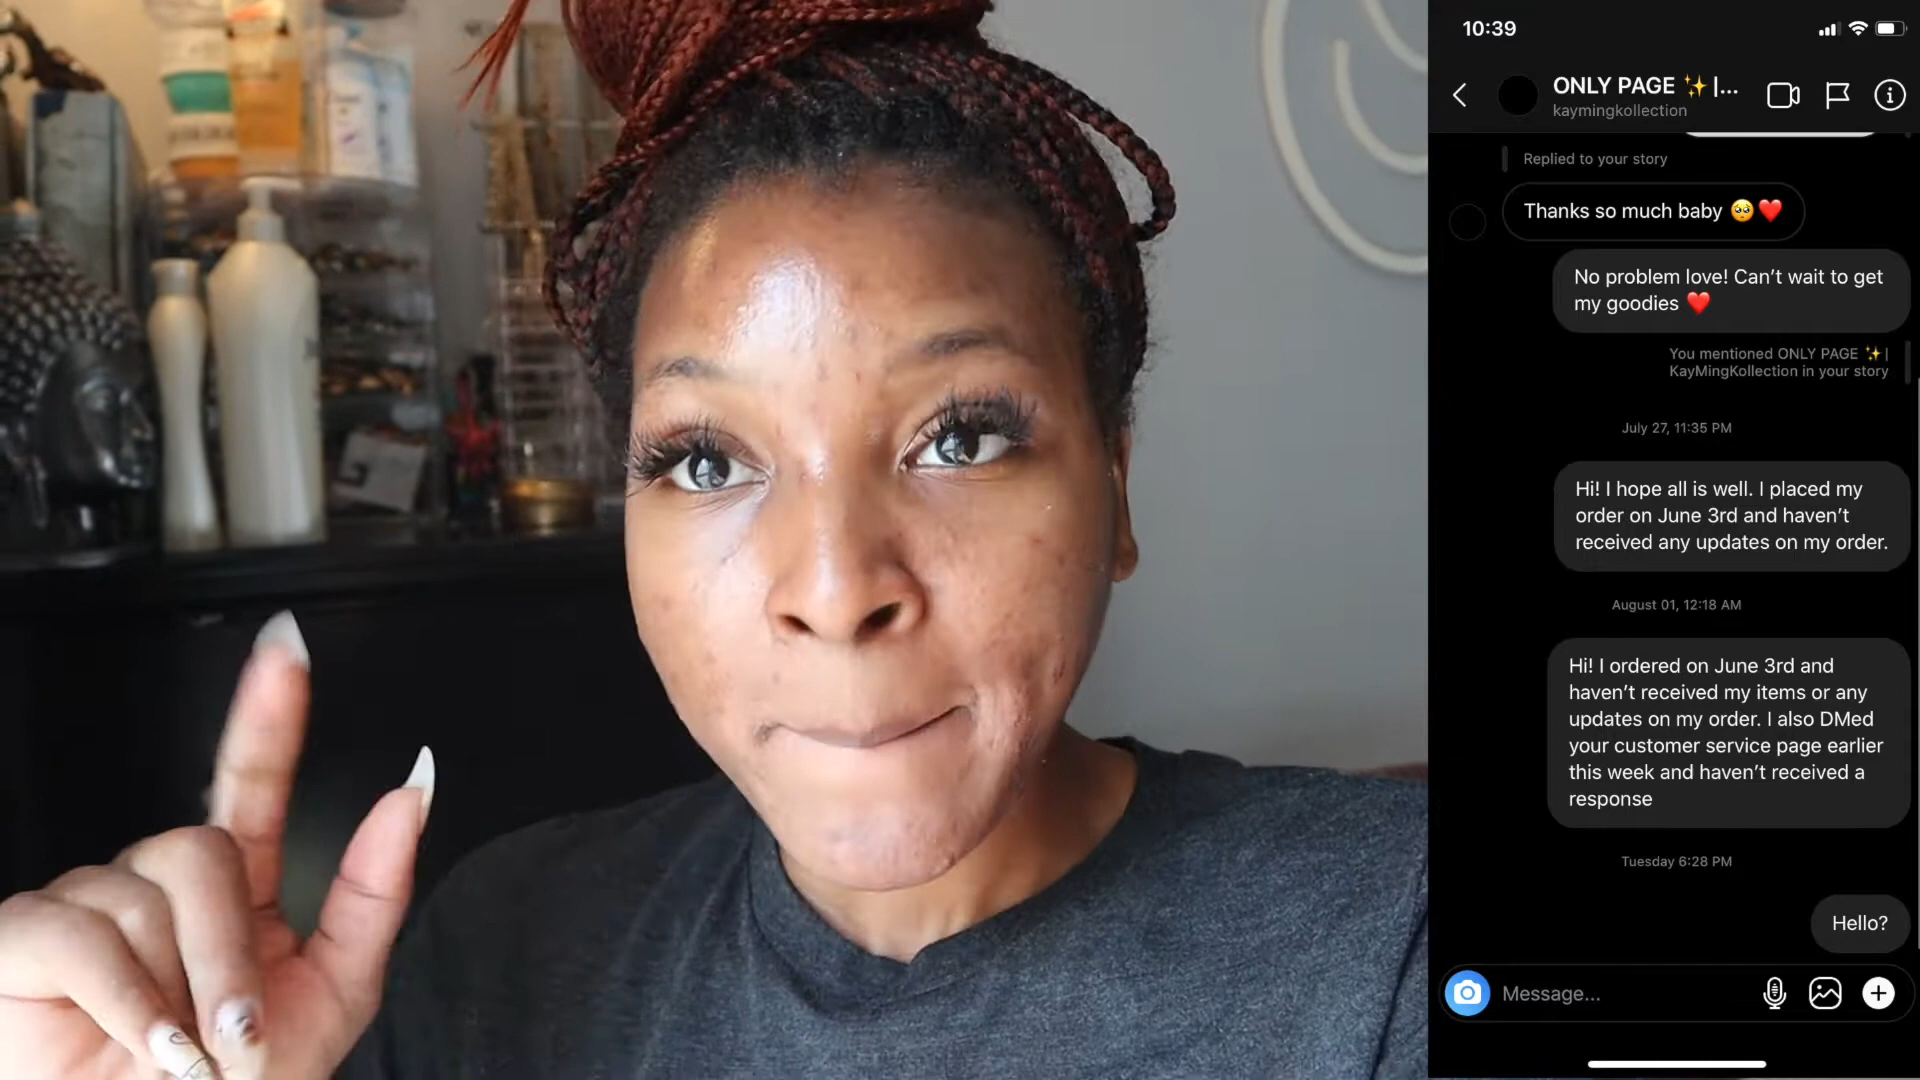 10:39
ONLY PAGE ✨ |...
kaymingkollection
Replied to your story
Thanks so much baby 🥺❤️
No problem love! Can’t wait to get
my goodies ❤️
You mentioned ONLY PAGE ✨ |
KayMingKollection in your story
July 27, 11:35 PM
Hi! I hope all is well. I placed my
order on June 3rd and haven’t
received any updates on my order.
August 01, 12:18 AM
Hi! I ordered on June 3rd and
haven’t received my items or any
updates on my order. I also DMed
your customer service page earlier
this week and haven’t received a
response
Tuesday 6:28 PM
Hello?
Message...